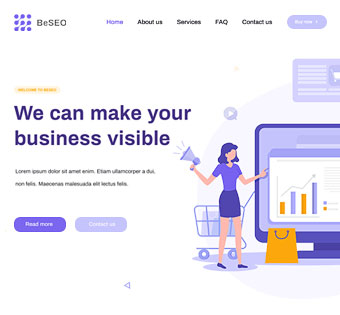 BeSEO
Home About us Services FAQ Contact us Buy now
WELCOME TO BESEO
We can make your
business visible
Lorem ipsum dolor sit amet enim. Etiam ullamcorper a dui,
non felis. Maecenas malesuada elit lectus felis.
Read more Contact us